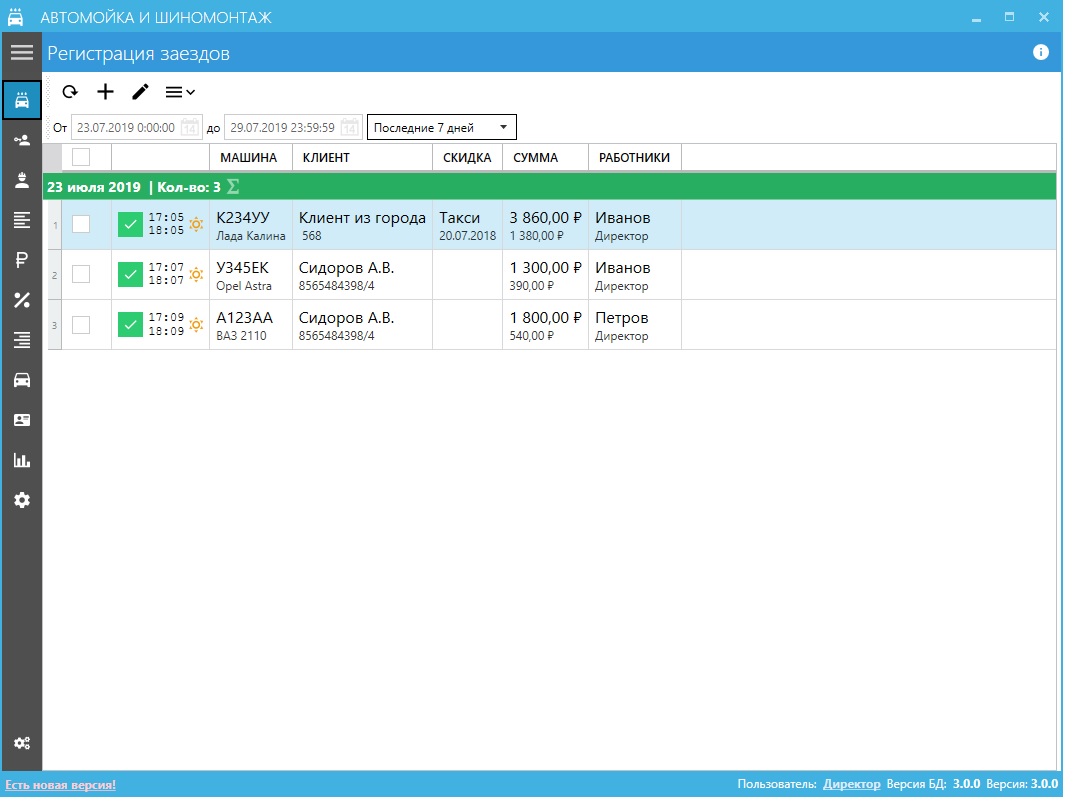 АВТОМОЙКА И ШИНОМОНТАЖ
Регистрация заездов
От 23.07.2019 0:00:00 14 до 29.07.2019 23:59:59 14 Последние 7 дней
МАШИНА КЛИЕНТ СКИДКА СУММА РАБОТНИКИ
23 июля 2019 | Кол-во: 3 Σ
1 17:05 К234УУ Клиент из города Такси 3 860,00 ₽ Иванов
18:05 Лада Калина 568 20.07.2018 1 380,00 ₽ Директор
2 17:07 У345ЕК Сидоров А.В. 1 300,00 ₽ Иванов
18:07 Opel Astra 8565484398/4 390,00 ₽ Директор
3 17:09 А123АА Сидоров А.В. 1 800,00 ₽ Петров
18:09 ВАЗ 2110 8565484398/4 540,00 ₽ Директор
Есть новая версия! Пользователь: Директор Версия БД: 3.0.0 Версия: 3.0.0